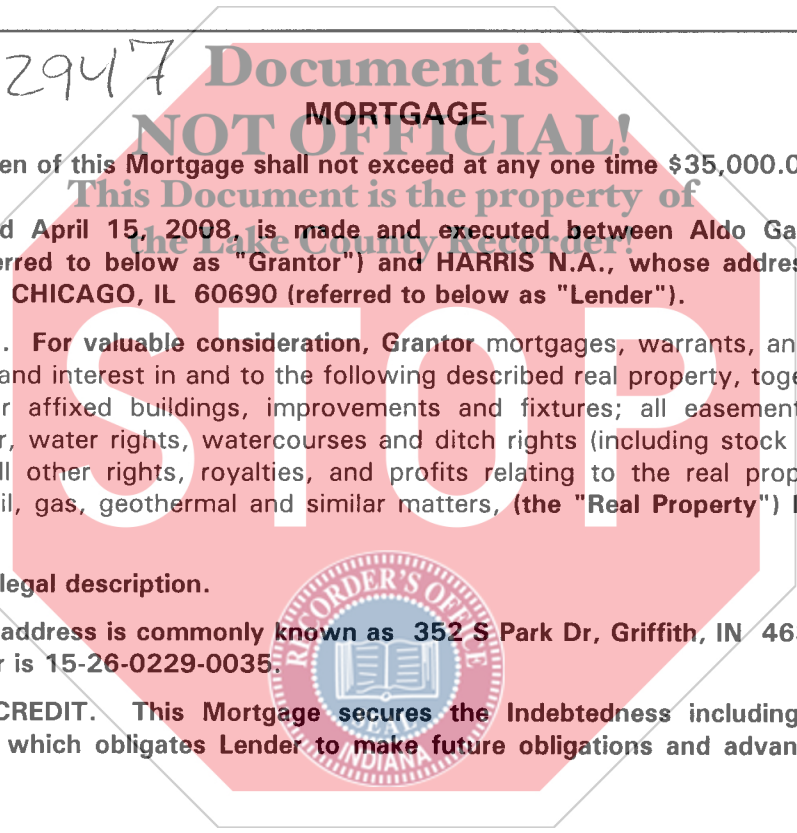 2947
Document is
NOT OFFICIAL!
MORTGAGE
en of this Mortgage shall not exceed at any one time $35,000.0
This Document is the property of
the Lake County Recorder!
d April 15, 2008, is made and executed between Aldo Ga
erred to below as "Grantor") and HARRIS N.A., whose addres
CHICAGO, IL 60690 (referred to below as "Lender").
. For valuable consideration, Grantor mortgages, warrants, an
and interest in and to the following described real property, toge
r affixed buildings, improvements and fixtures; all easement
r, water rights, watercourses and ditch rights (including stock
ll other rights, royalties, and profits relating to the real prop
il, gas, geothermal and similar matters, (the "Real Property")
STOP
legal description.
address is commonly known as 352 S Park Dr, Griffith, IN 46
r is 15-26-0229-0035.
CREDIT. This Mortgage secures the Indebtedness including
which obligates Lender to make future obligations and advan
RECORDER'S OFFICE
SEAL
INDIANA